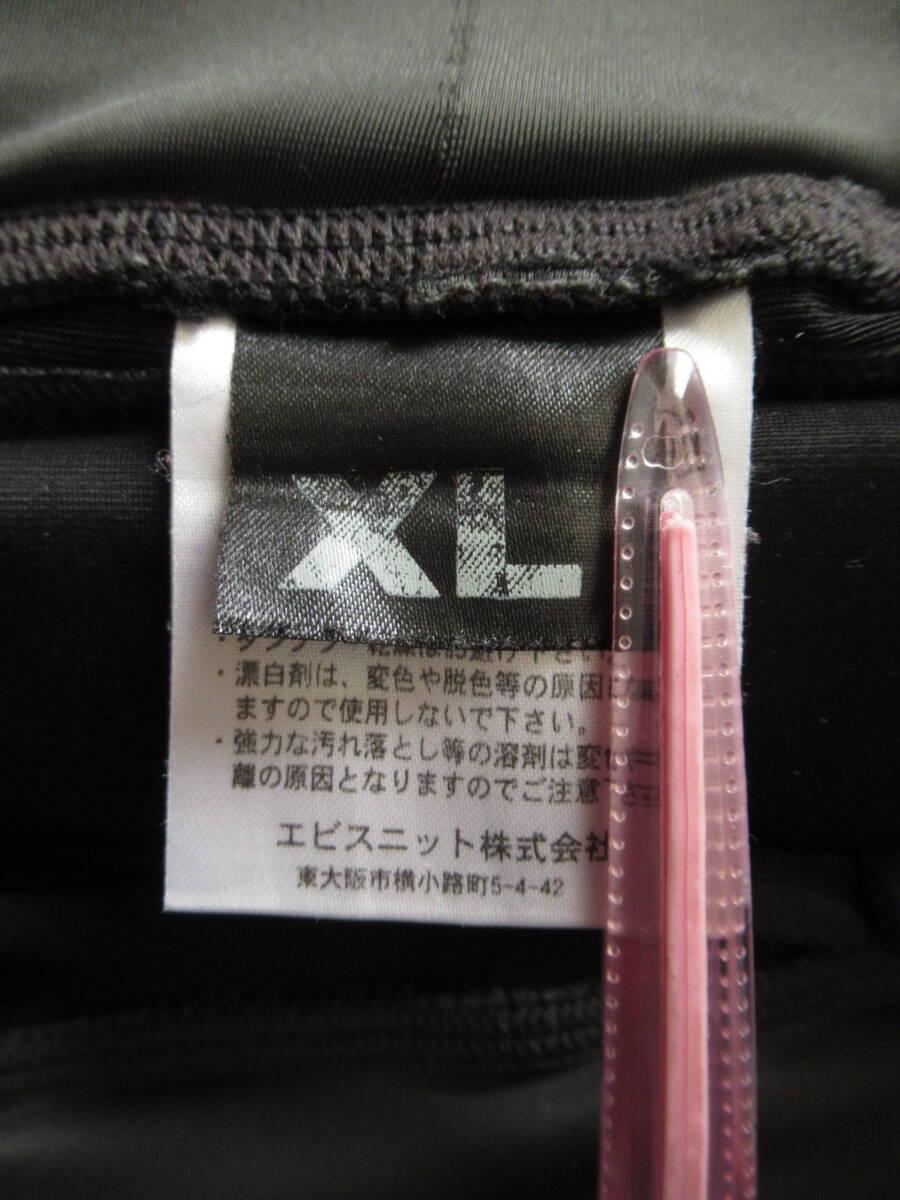 XL
・漂白剤は、変色や脱色等の原因
ますので使用しないで下さい。
・強力な汚れ落とし等の溶剤は変色、
離の原因となりますのでご注意下さい
エビスニット株式会社
東大阪市横小路町5-4-42